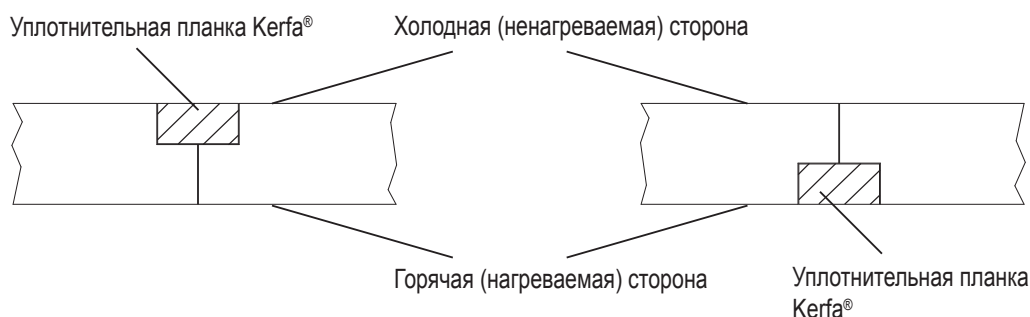 Уплотнительная планка Kerfa®
Холодная (ненагреваемая) сторона
Горячая (нагреваемая) сторона
Уплотнительная планка
Kerfa®